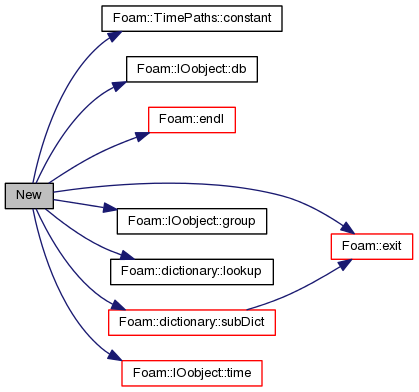 Foam::TimePaths::constant
Foam::IOobject::db
Foam::endl
New
Foam::IOobject::group
Foam::exit
Foam::dictionary::lookup
Foam::dictionary::subDict
Foam::IOobject::time